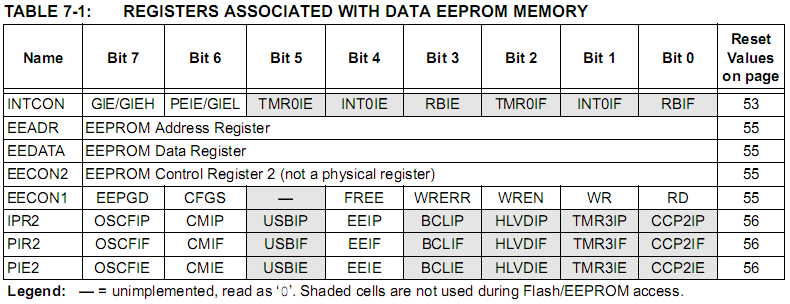 TABLE 7-1: REGISTERS ASSOCIATED WITH DATA EEPROM MEMORY
Name Bit 7 Bit 6 Bit 5 Bit 4 Bit 3 Bit 2 Bit 1 Bit 0 Reset Values on page
INTCON GIE/GIEH PEIE/GIEL TMR0IE INT0IE RBIE TMR0IF INT0IF RBIF 53
EEADR EEPROM Address Register 55
EEDATA EEPROM Data Register 55
EECON2 EEPROM Control Register 2 (not a physical register) 55
EECON1 EEPGD CFGS — FREE WRERR WREN WR RD 55
IPR2 OSCFIP CMIP USBIP EEIP BCLIP HLVDIP TMR3IP CCP2IP 56
PIR2 OSCFIF CMIF USBIF EEIF BCLIF HLVDIF TMR3IF CCP2IF 56
PIE2 OSCFIE CMIE USBIE EEIE BCLIE HLVDIE TMR3IE CCP2IE 56
Legend: — = unimplemented, read as ‘0’. Shaded cells are not used during Flash/EEPROM access.